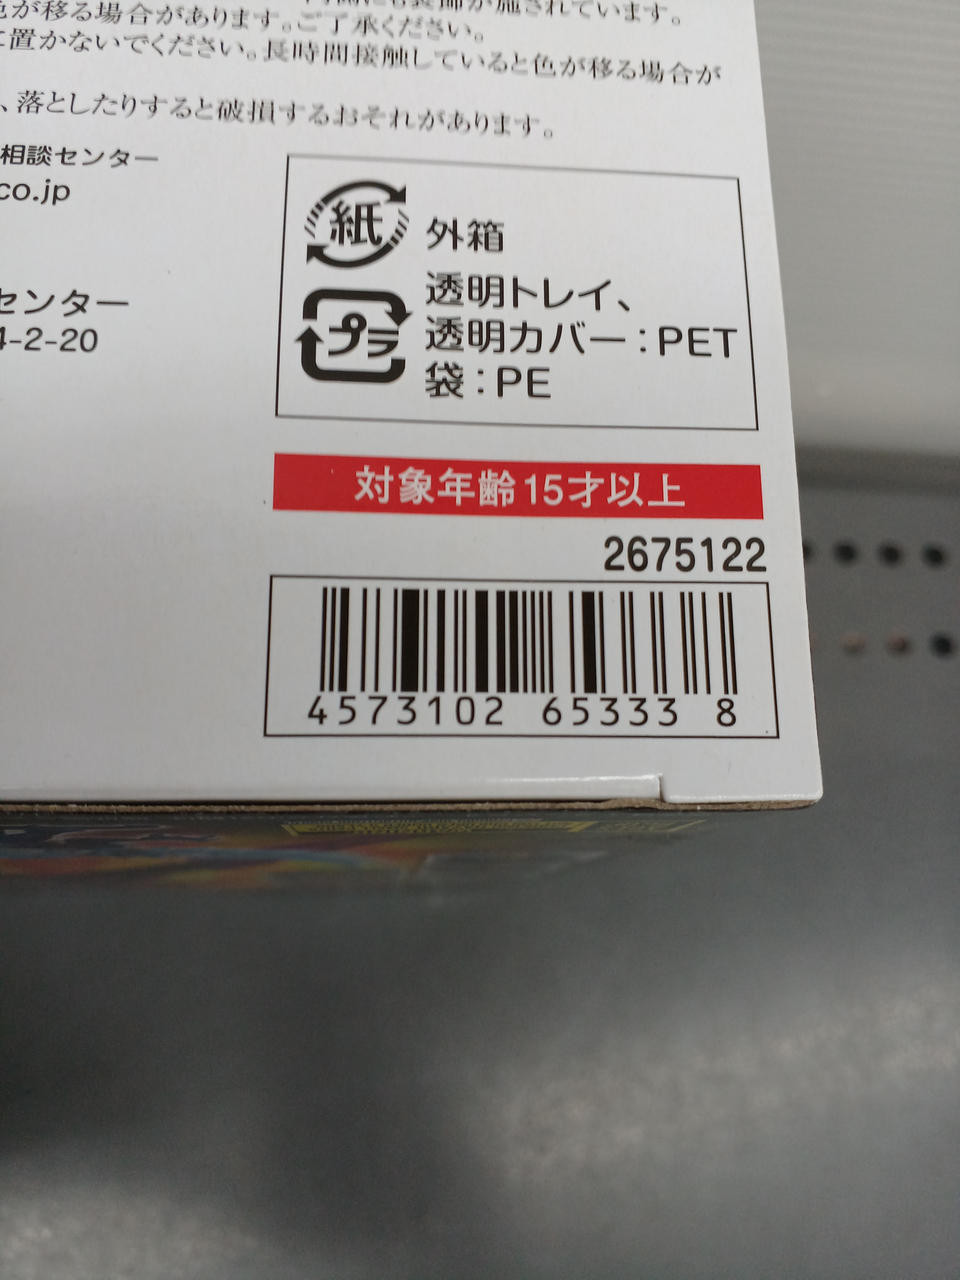 が移る場合があります。ご了承ください。
に置かないでください。長時間接触していると色が移る場合が
、落としたりすると破損するおそれがあります。
相談センター
co.jp
センター
4-2-20
紙
外箱
プラ
透明トレイ、
透明カバー：PET
袋：PE
対象年齢15才以上
2675122
4573102 65333 8